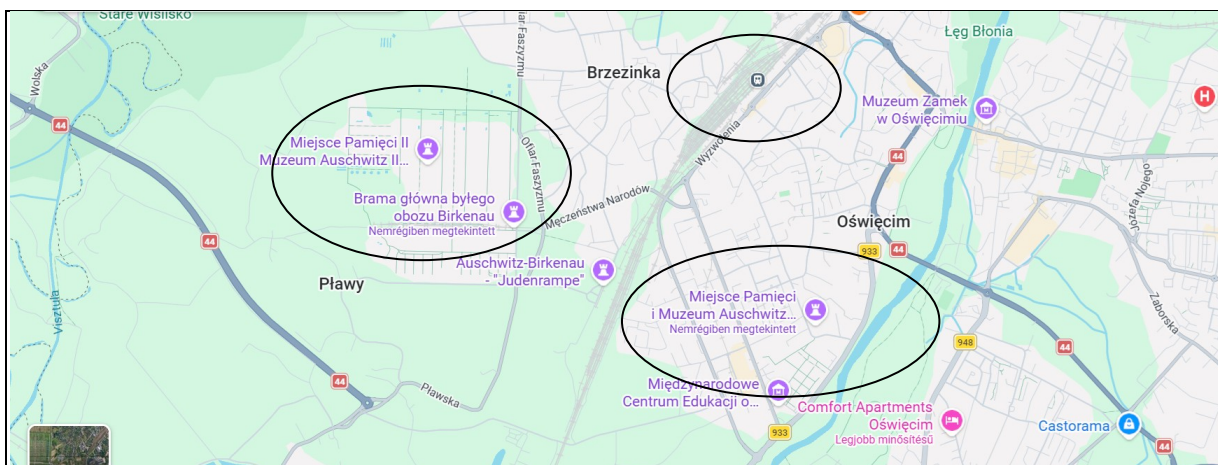 Stare Wiślisko
Wolska
44
Ofiar Faszyzmu
Brzezinka
Łęg Błonia
Muzeum Zamek
w Oświęcimiu
H
Miejsce Pamięci II
Muzeum Auschwitz II...
Ofiar Faszyzmu
Wyzwolenia
44
Józefa Nojego
Brama główna byłego
obozu Birkenau
Nemrégiben megtekintett
Męczeństwa Narodów
Oświęcim
44
933
44
Auschwitz-Birkenau
- "Judenrampe"
Pławy
Visztula
Miejsce Pamięci
i Muzeum Auschwitz...
Nemrégiben megtekintett
Zaborska
948
44
44
Pławska
Międzynarodowe
Centrum Edukacji o...
Comfort Apartments
Oświęcim
Legjobb minősítésű
Castorama
933
44